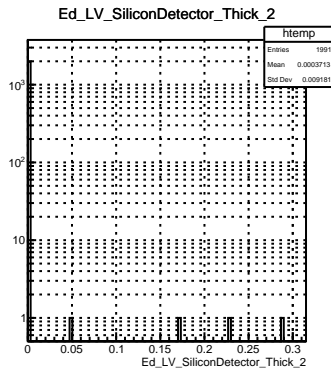 Ed_LV_SiliconDetector_Thick_2
htemp
Entries 1991
Mean 0.0003713
Std Dev 0.009181
10³
10²
10
1
0 0.05 0.1 0.15 0.2 0.25 0.3
Ed_LV_SiliconDetector_Thick_2